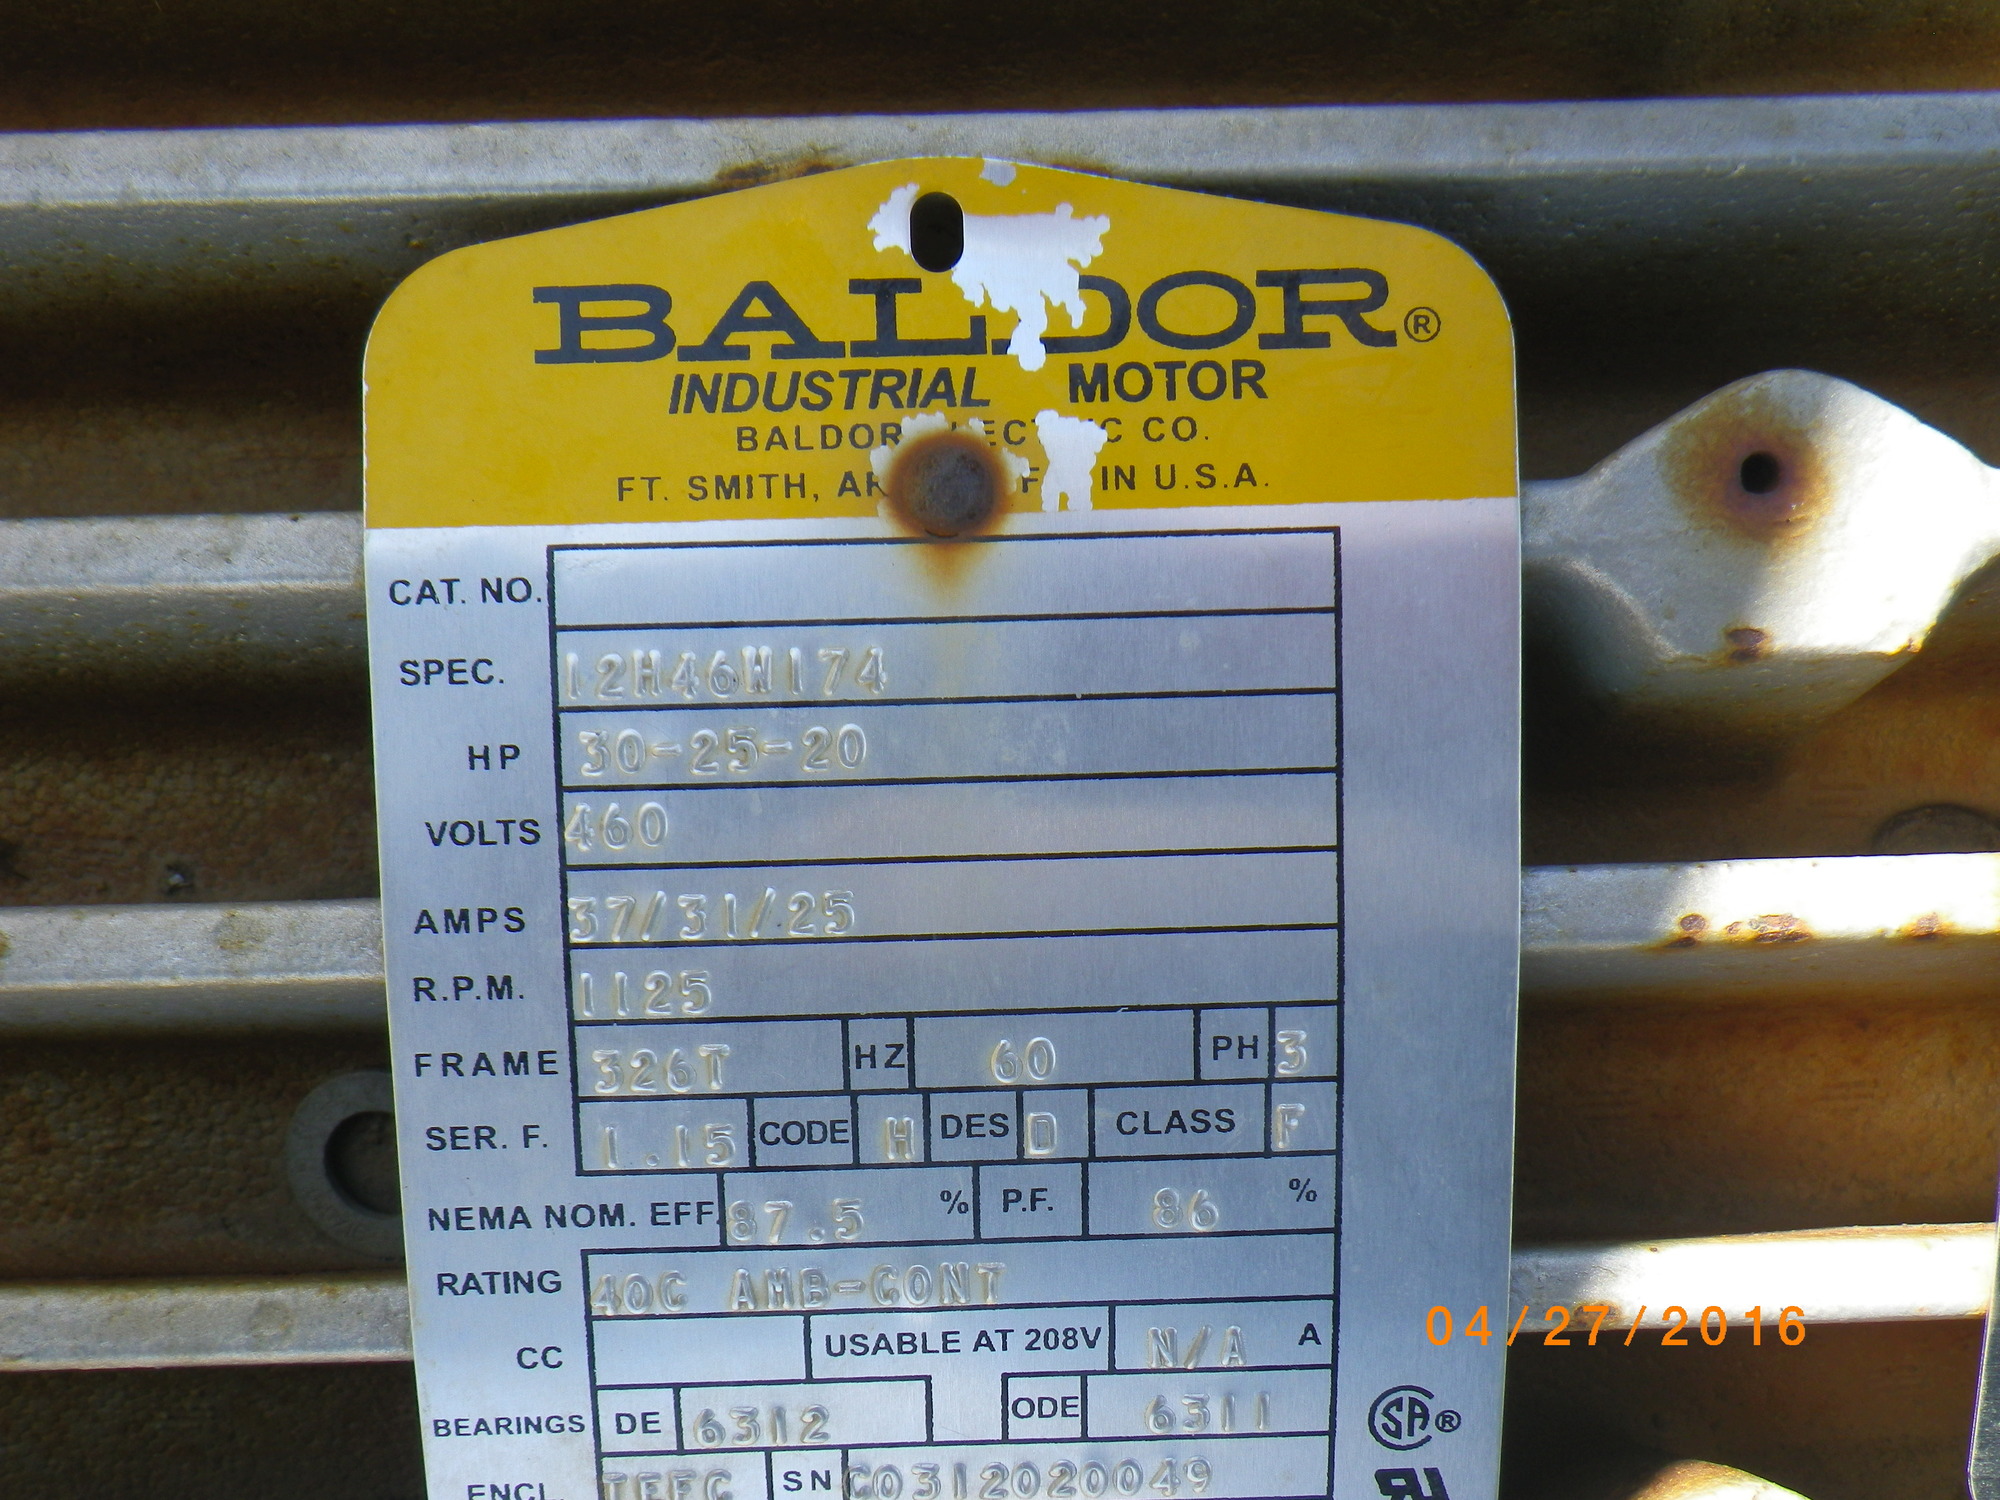 BALDOR®
INDUSTRIAL MOTOR
BALDOR CO.
FT. SMITH, IN U.S.A.
CAT. NO.
SPEC. 12H46W174
HP 30-25-20
VOLTS 460
AMPS 37/31/25
R.P.M. 1125
FRAME 326T HZ 60 PH 3
SER. F. 1.15 CODE H DES D CLASS F
NEMA NOM. EFF. 87.5 % P.F. 86 %
RATING 40C AMB-CONT
CC USABLE AT 208V N/A A
BEARINGS DE 6312 ODE 6311
ENCL. TEFC SN C0312020049
SA®
04/27/2016